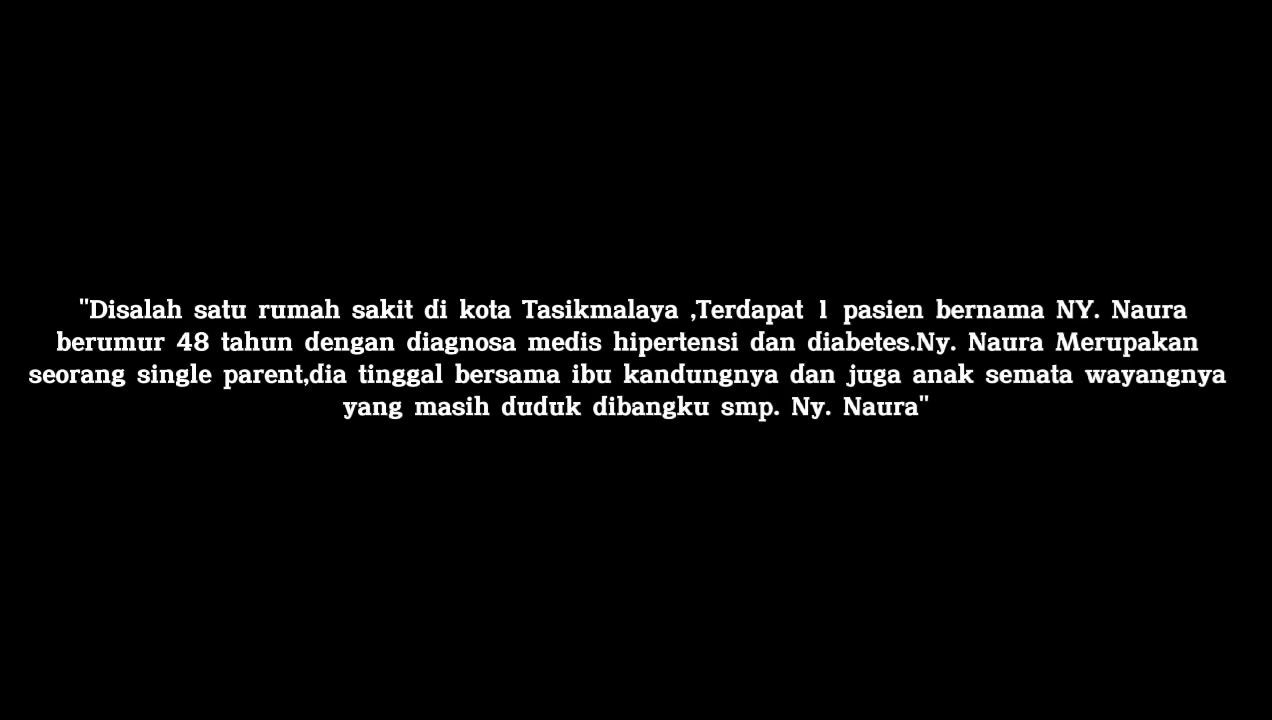 "Disalah satu rumah sakit di kota Tasikmalaya ,Terdapat 1 pasien bernama NY. Naura
berumur 48 tahun dengan diagnosa medis hipertensi dan diabetes.Ny. Naura Merupakan
seorang single parent,dia tinggal bersama ibu kandungnya dan juga anak semata wayangnya
yang masih duduk dibangku smp. Ny. Naura"